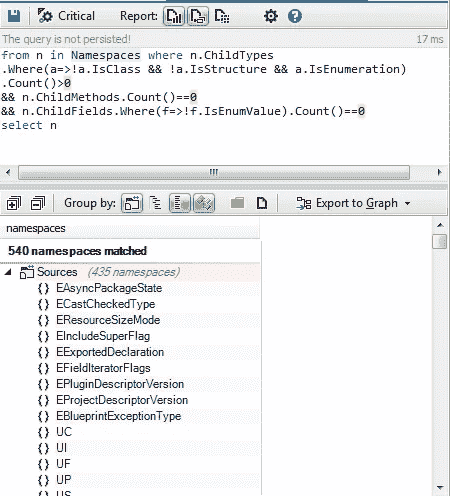 Critical Report:
The query is not persisted! 17 ms
from n in Namespaces where n.ChildTypes
.Where(a=>!a.IsClass && !a.IsStructure && a.IsEnumeration)
.Count()>0
&& n.ChildMethods.Count()==0
&& n.ChildFields.Where(f=>!f.IsEnumValue).Count()==0
select n
Group by: Export to Graph
namespaces
540 namespaces matched
Sources (435 namespaces)
{} EAsyncPackageState
{} ECastCheckedType
{} EResourceSizeMode
{} EIncludeSuperFlag
{} EExportedDeclaration
{} EFieldIteratorFlags
{} EPluginDescriptorVersion
{} EProjectDescriptorVersion
{} EBlueprintExceptionType
{} UC
{} UI
{} UF
{} UP
{} US